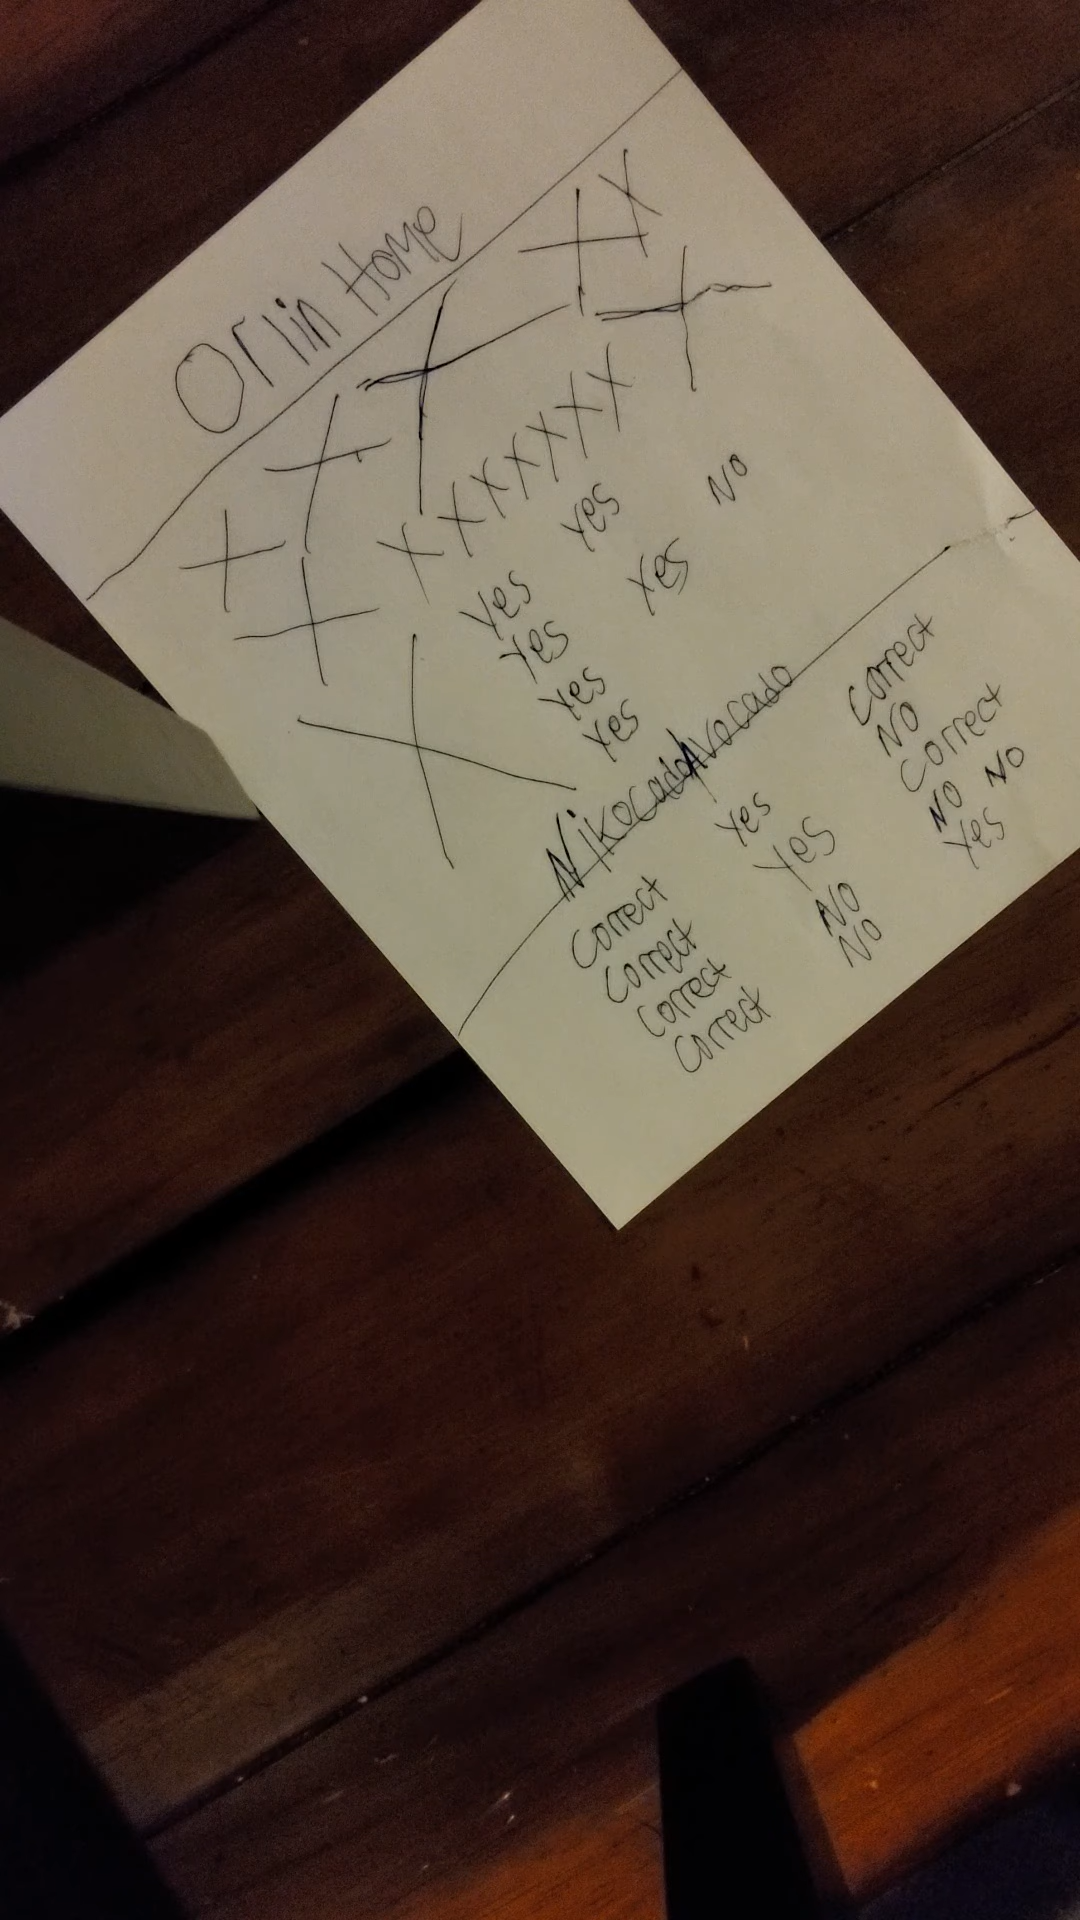 Orlin Home
X X X X X
X X X
X X X X X X X
Yes Yes No
Yes Yes
Yes
Yes
Nikocado Avocado
Correct Yes Correct
Correct Yes No
Correct No Correct
Correct No No No
Yes